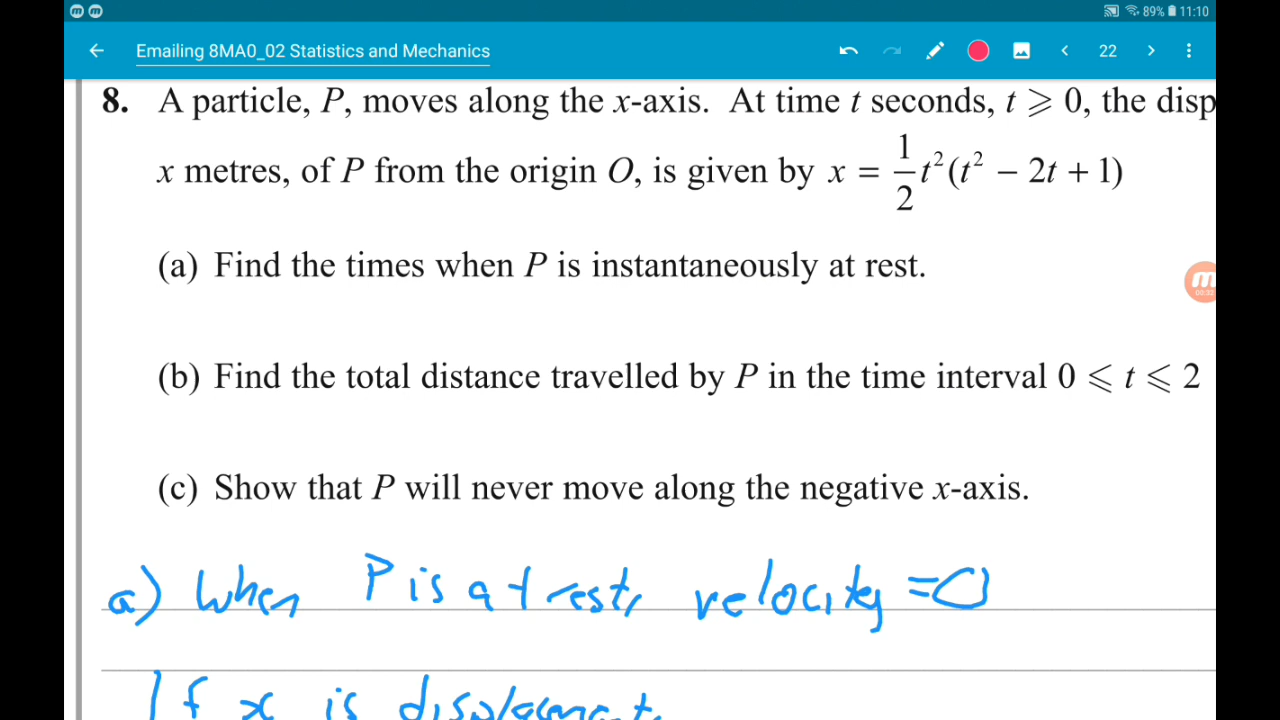 89% 11:10
Emailing 8MA0_02 Statistics and Mechanics
22
8. A particle, P, moves along the x-axis. At time t seconds, t ⩾ 0, the disp
x metres, of P from the origin O, is given by x = 1/2 t²(t² − 2t + 1)
(a) Find the times when P is instantaneously at rest.
(b) Find the total distance travelled by P in the time interval 0 ⩽ t ⩽ 2
(c) Show that P will never move along the negative x-axis.
a) When P is at rest, velocity = 0
If x is displacement